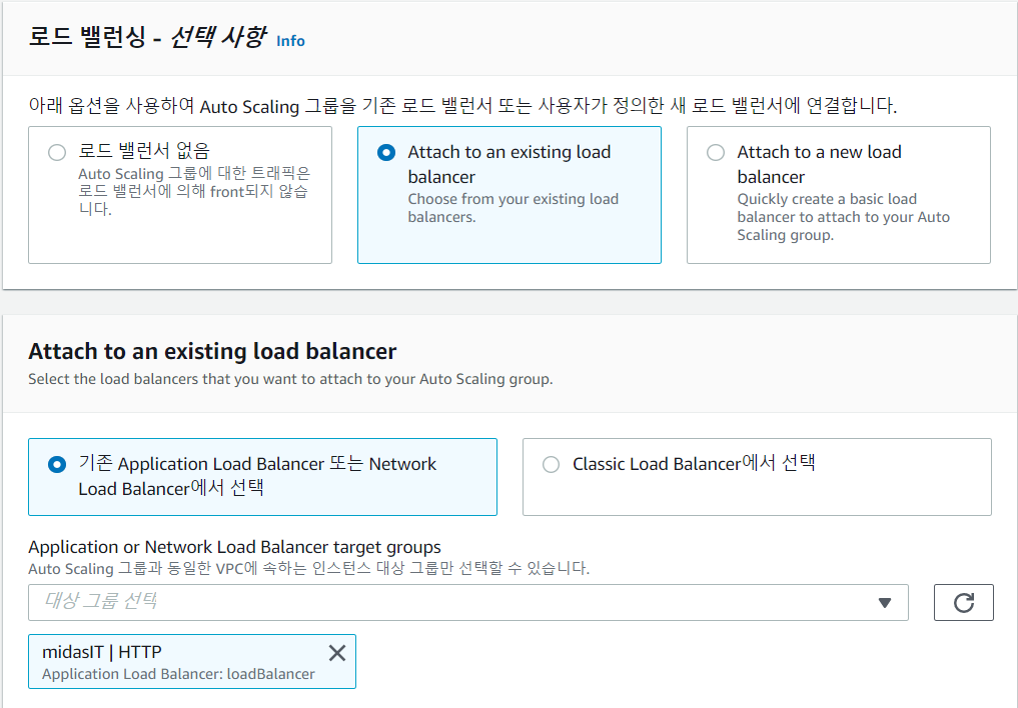 로드 밸런싱 - 선택 사항 Info
아래 옵션을 사용하여 Auto Scaling 그룹을 기존 로드 밸런서 또는 사용자가 정의한 새 로드 밸런서에 연결합니다.
로드 밸런서 없음
Auto Scaling 그룹에 대한 트래픽은
로드 밸런서에 의해 front되지 않습
니다.
Attach to an existing load
balancer
Choose from your existing load
balancers.
Attach to a new load
balancer
Quickly create a basic load
balancer to attach to your Auto
Scaling group.
Attach to an existing load balancer
Select the load balancers that you want to attach to your Auto Scaling group.
기존 Application Load Balancer 또는 Network
Load Balancer에서 선택
Classic Load Balancer에서 선택
Application or Network Load Balancer target groups
Auto Scaling 그룹과 동일한 VPC에 속하는 인스턴스 대상 그룹만 선택할 수 있습니다.
대상 그룹 선택
midasIT | HTTP
Application Load Balancer: loadBalancer